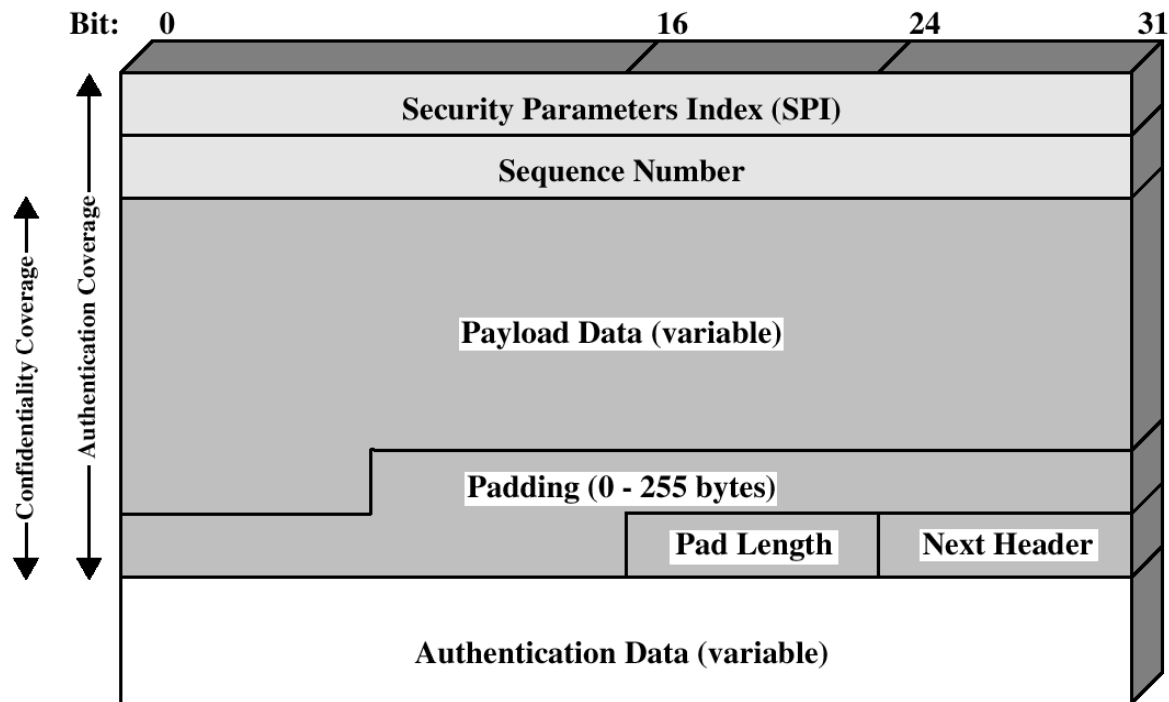 Bit: 0 16 24 31
Security Parameters Index (SPI)
Sequence Number
Confidentiality Coverage
Authentication Coverage
Payload Data (variable)
Padding (0 - 255 bytes)
Pad Length Next Header
Authentication Data (variable)